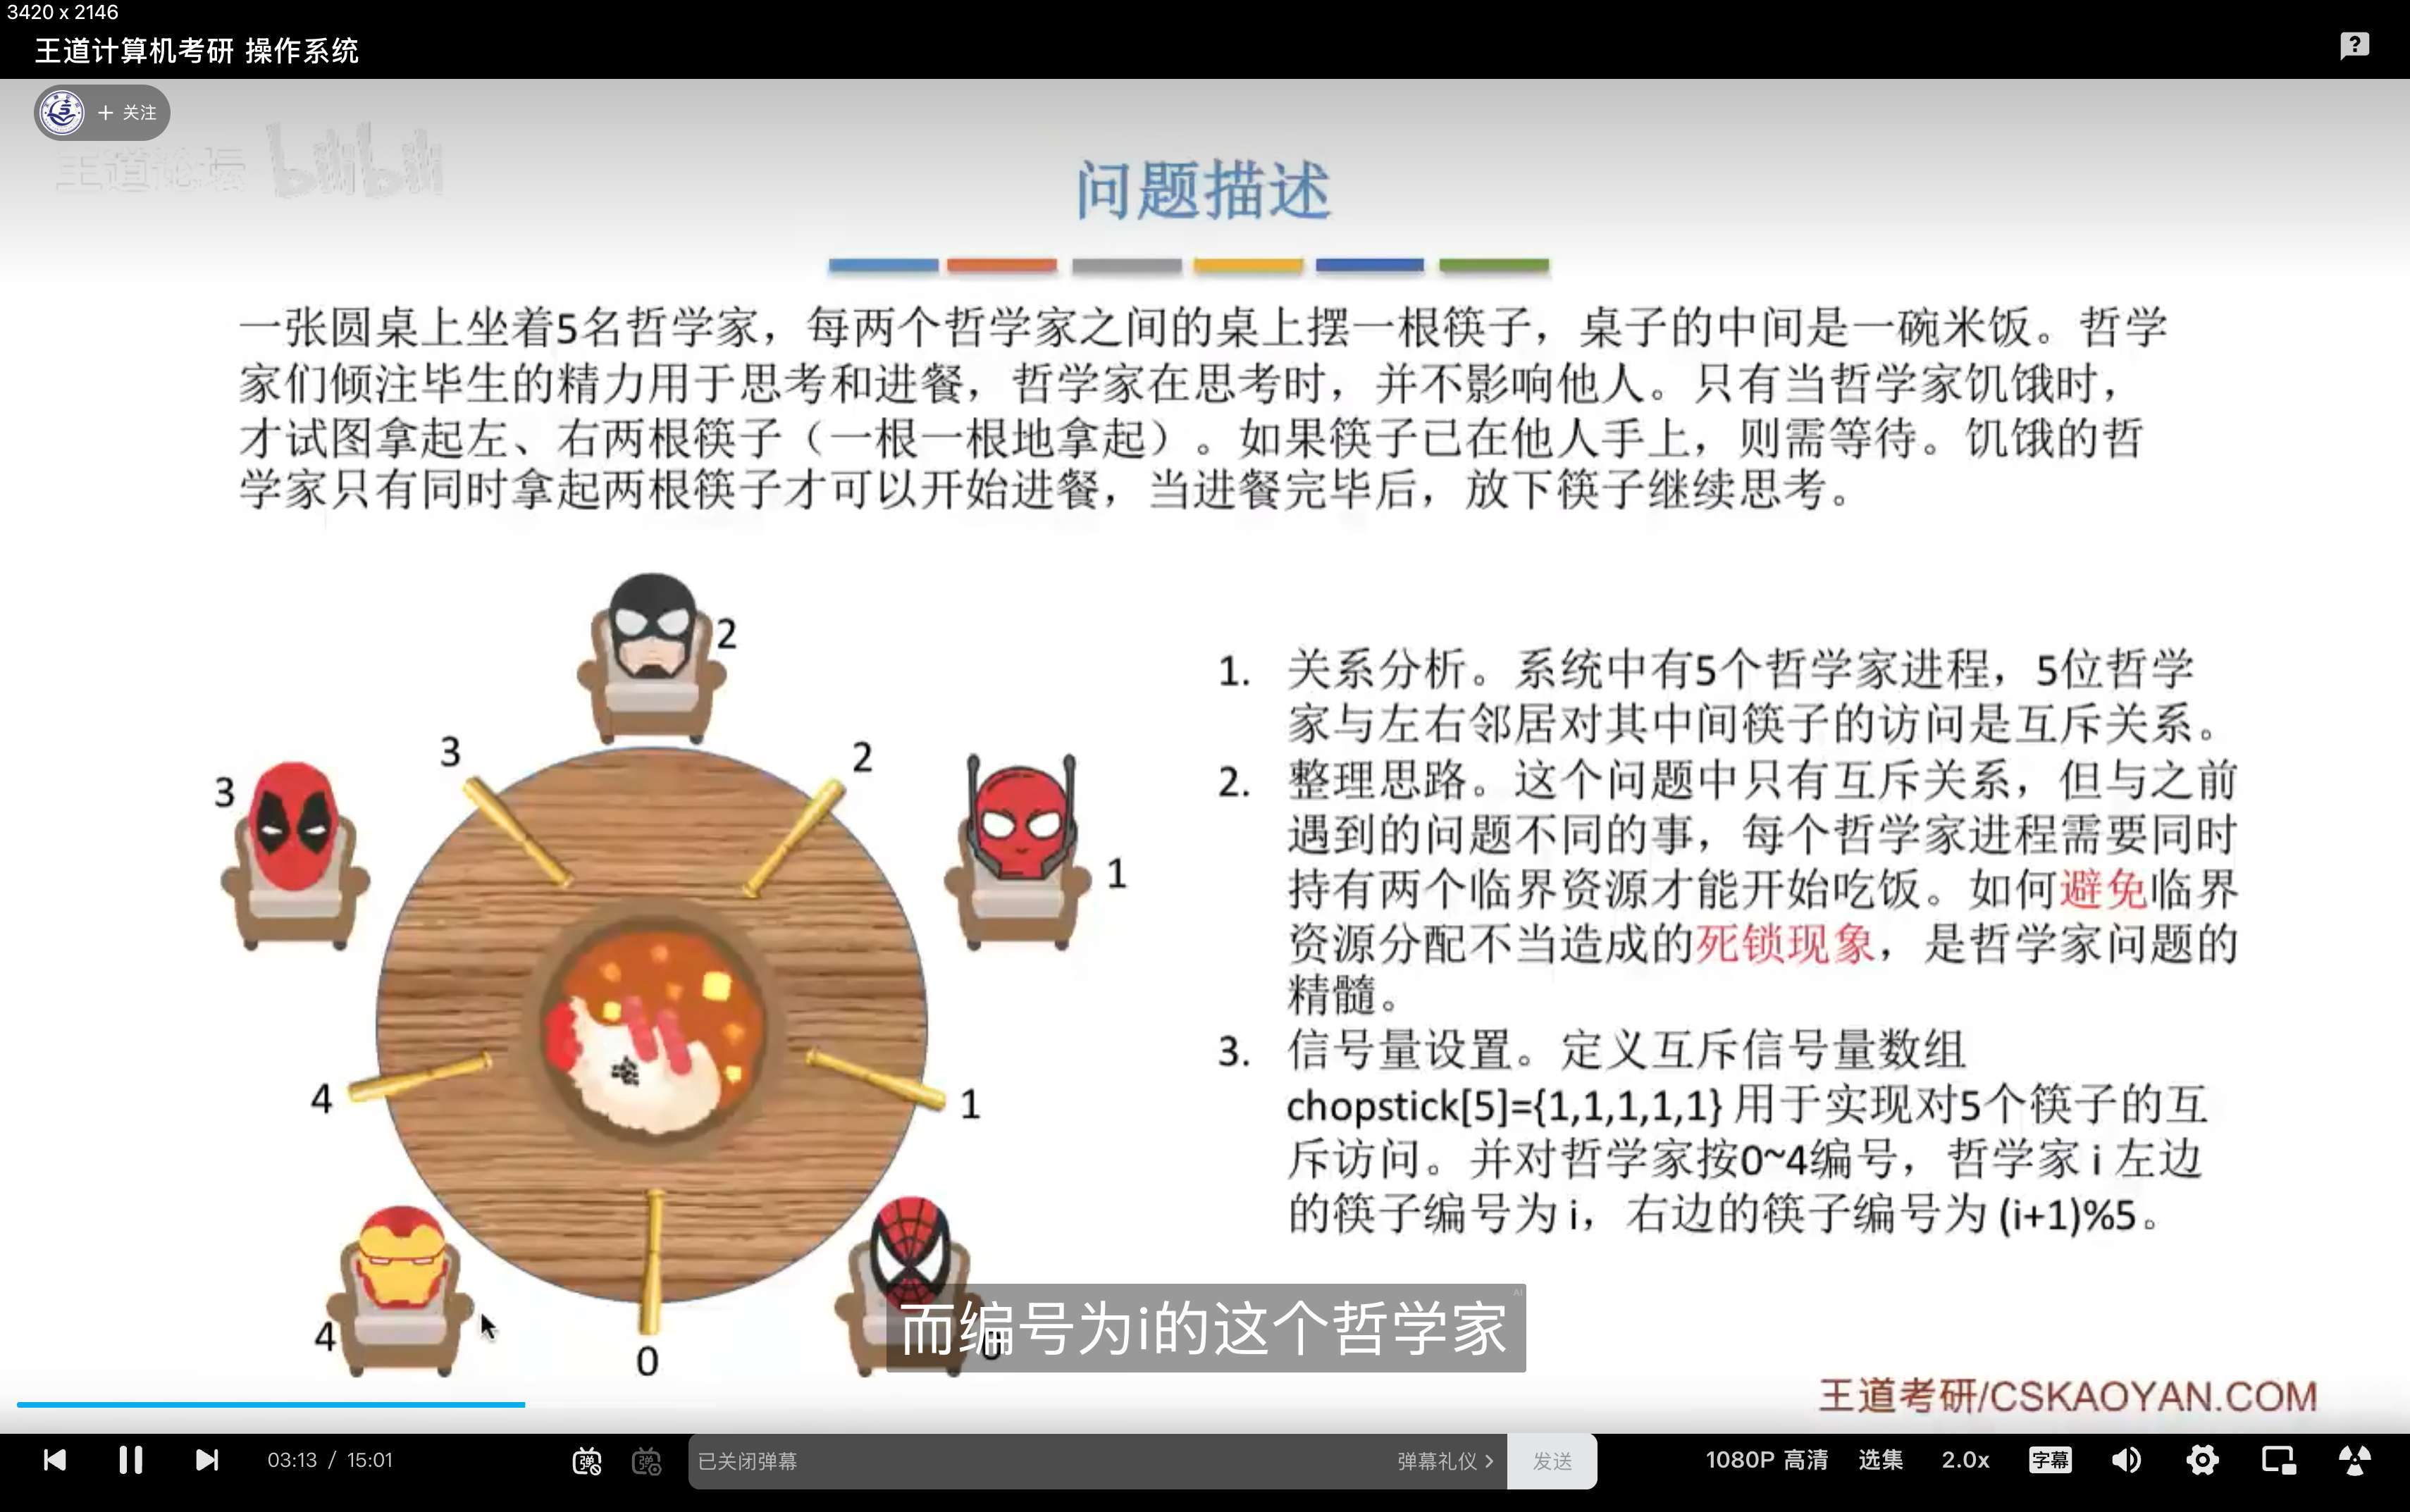 3420 x 2146
王道计算机考研 操作系统
+ 关注
王道论坛 bilibili
问题描述
一张圆桌上坐着5名哲学家，每两个哲学家之间的桌上摆一根筷子，桌子的中间是一碗米饭。哲学
家们倾注毕生的精力用于思考和进餐，哲学家在思考时，并不影响他人。只有当哲学家饥饿时，
才试图拿起左、右两根筷子（一根一根地拿起）。如果筷子已在他人手上，则需等待。饥饿的哲
学家只有同时拿起两根筷子才可以开始进餐，当进餐完毕后，放下筷子继续思考。
2
3
2
3
1
4
1
4
0
0
1. 关系分析。系统中有5个哲学家进程，5位哲学
家与左右邻居对其中间筷子的访问是互斥关系。
2. 整理思路。这个问题中只有互斥关系，但与之前
遇到的问题不同的事，每个哲学家进程需要同时
持有两个临界资源才能开始吃饭。如何避免临界
资源分配不当造成的死锁现象，是哲学家问题的
精髓。
3. 信号量设置。定义互斥信号量数组
chopstick[5]={1,1,1,1,1} 用于实现对5个筷子的互
斥访问。并对哲学家按0~4编号，哲学家 i 左边
的筷子编号为 i，右边的筷子编号为 (i+1)%5。
而编号为i的这个哲学家
AI
王道考研/CSKAOYAN.COM
03:13 / 15:01
弹
弹
已关闭弹幕
弹幕礼仪 >
发送
1080P 高清
选集
2.0x
字幕